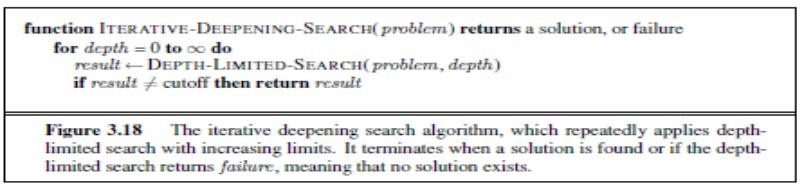 function ITERATIVE-DEEPENING-SEARCH(problem) returns a solution, or failure
for depth = 0 to ∞ do
result ← DEPTH-LIMITED-SEARCH(problem, depth)
if result ≠ cutoff then return result
Figure 3.18 The iterative deepening search algorithm, which repeatedly applies depth-
limited search with increasing limits. It terminates when a solution is found or if the depth-
limited search returns failure, meaning that no solution exists.